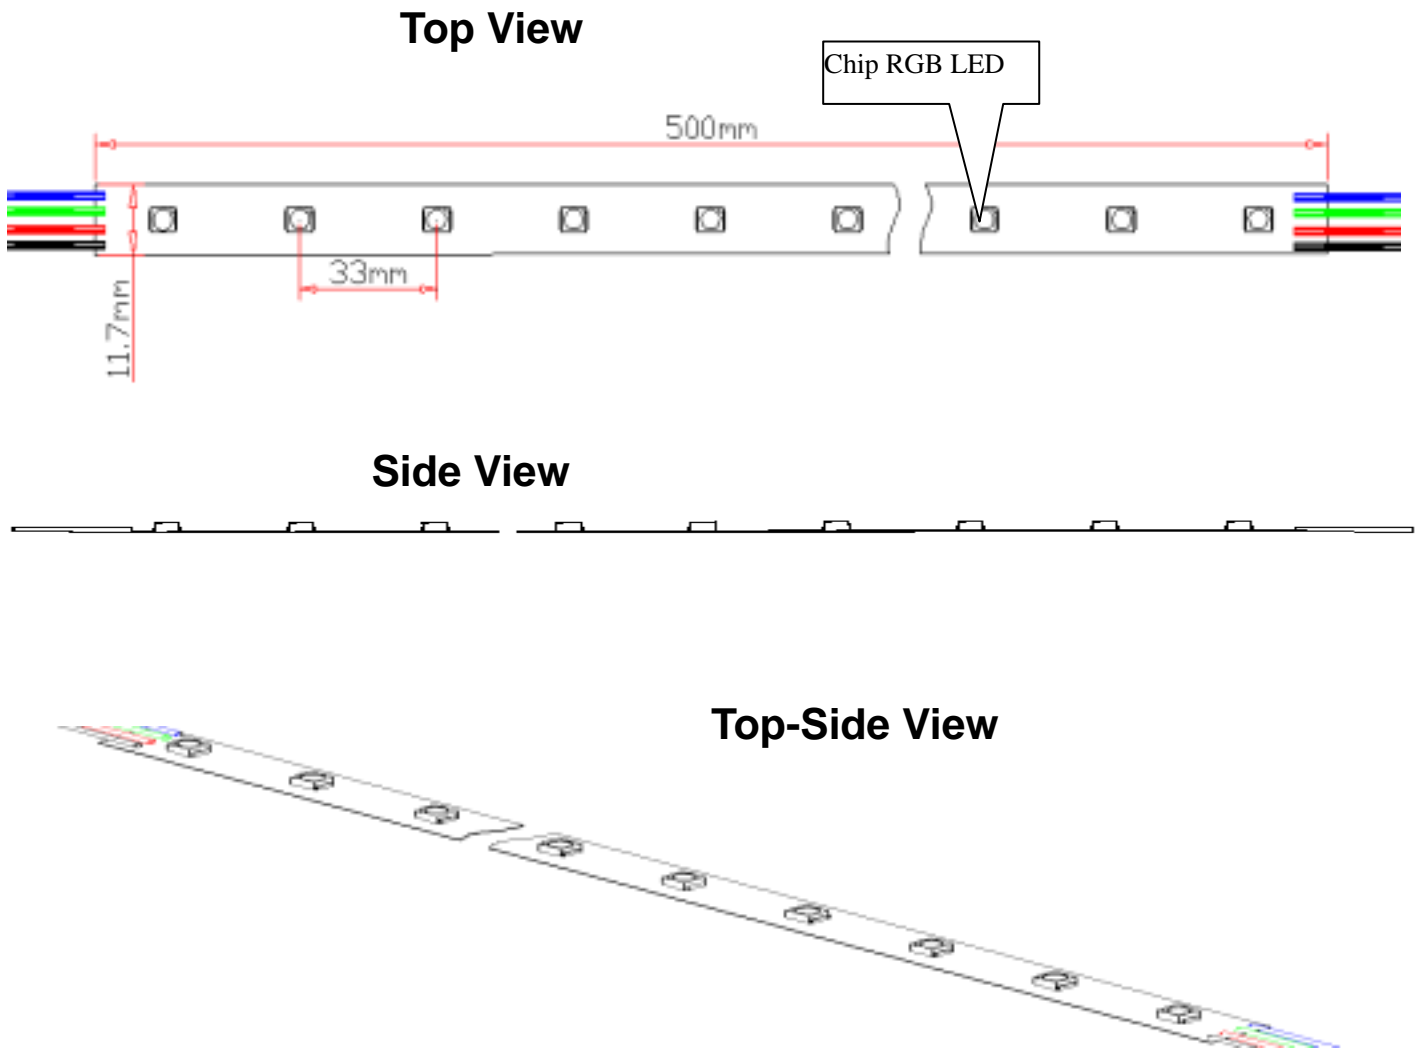 Top View
Chip RGB LED
500mm
33mm
11.7mm
Side View
Top-Side View